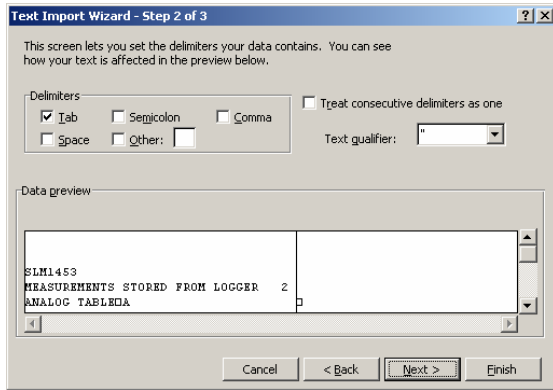 Text Import Wizard - Step 2 of 3
This screen lets you set the delimiters your data contains. You can see
how your text is affected in the preview below.
Delimiters
Tab Semicolon Comma
Space Other:
Treat consecutive delimiters as one
Text qualifier: "
Data preview
SLM1453
MEASUREMENTS STORED FROM LOGGER 2
ANALOG TABLE□A □
Cancel < Back Next > Finish